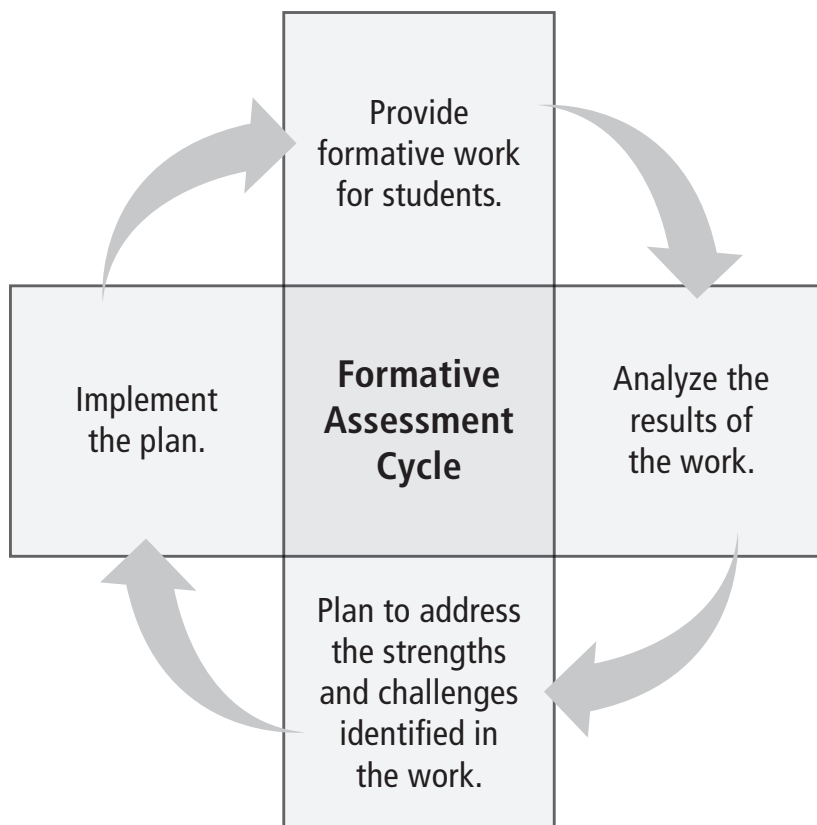 Provide
formative work
for students.
Implement
the plan.
Formative
Assessment
Cycle
Analyze the
results of
the work.
Plan to address
the strengths
and challenges
identified in
the work.